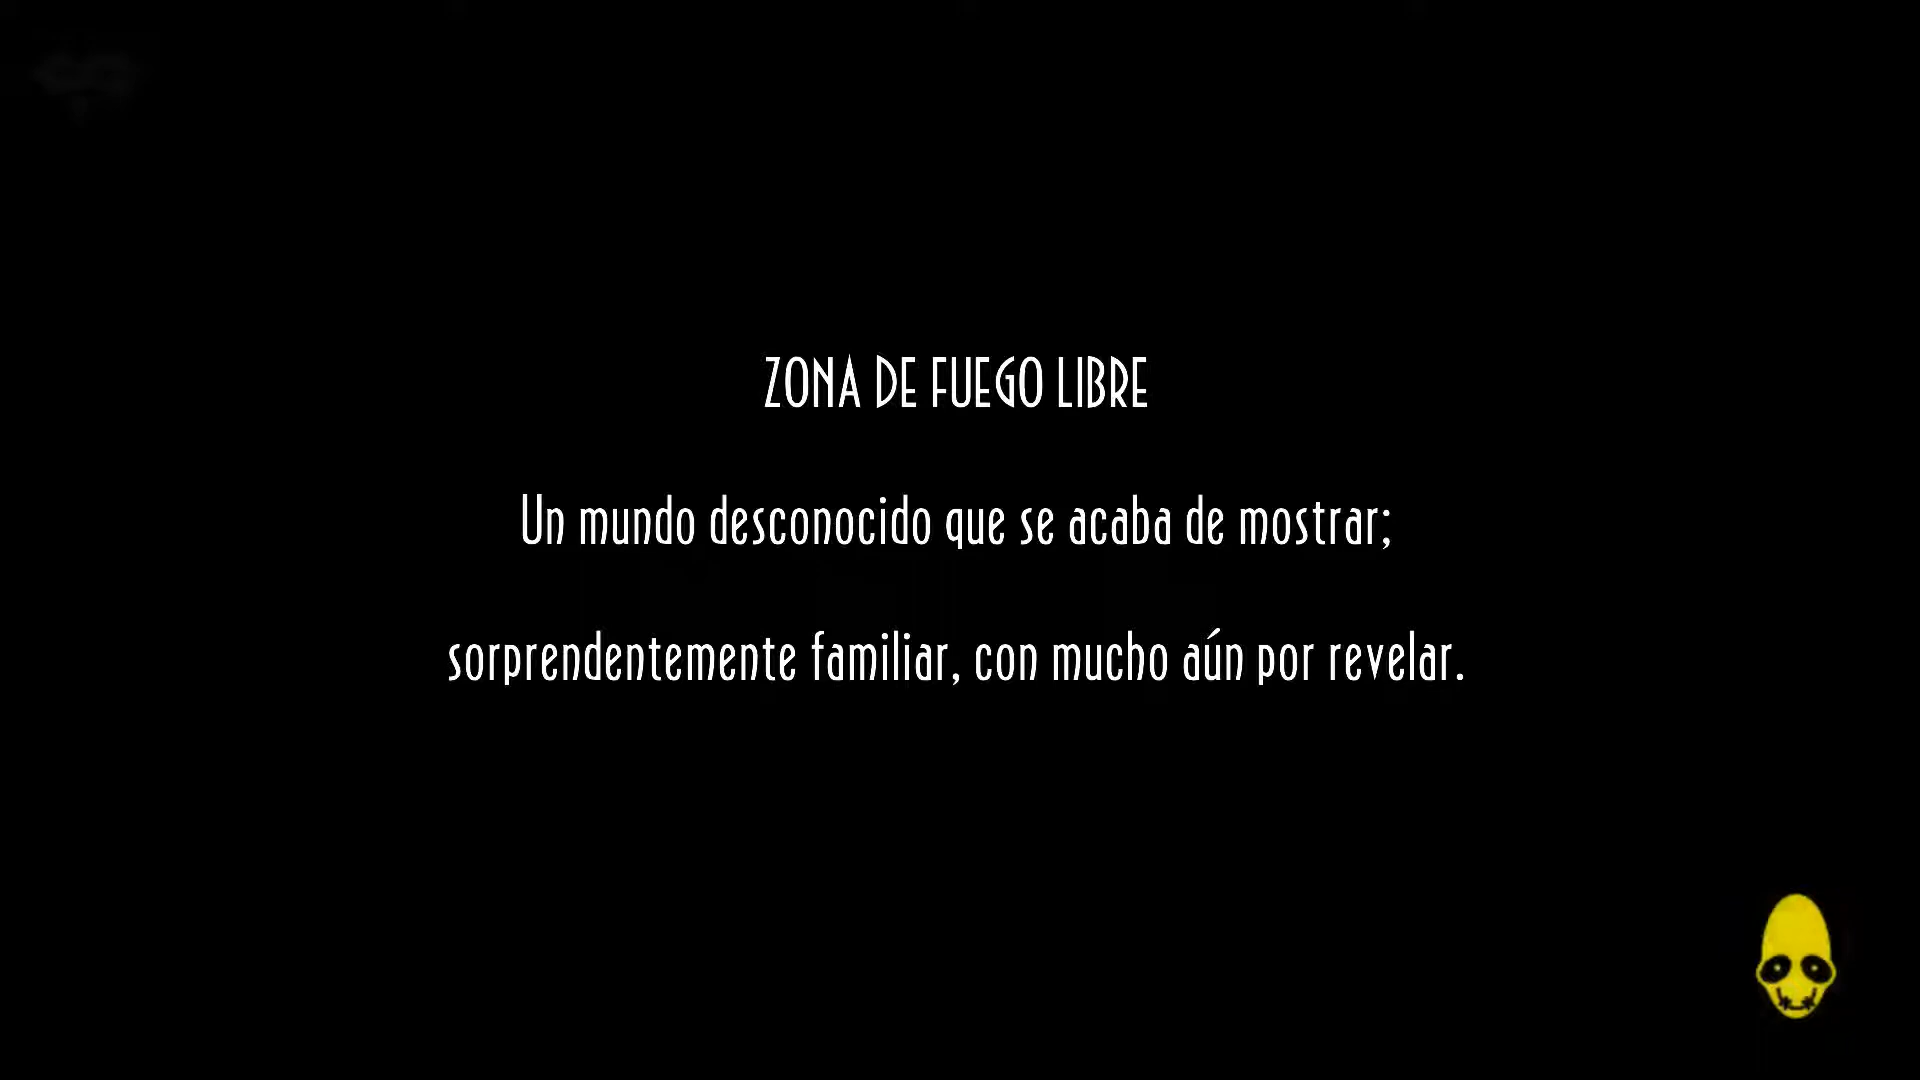 ZONA DE FUEGO LIBRE
Un mundo desconocido que se acaba de mostrar;
sorprendentemente familiar, con mucho aún por revelar.